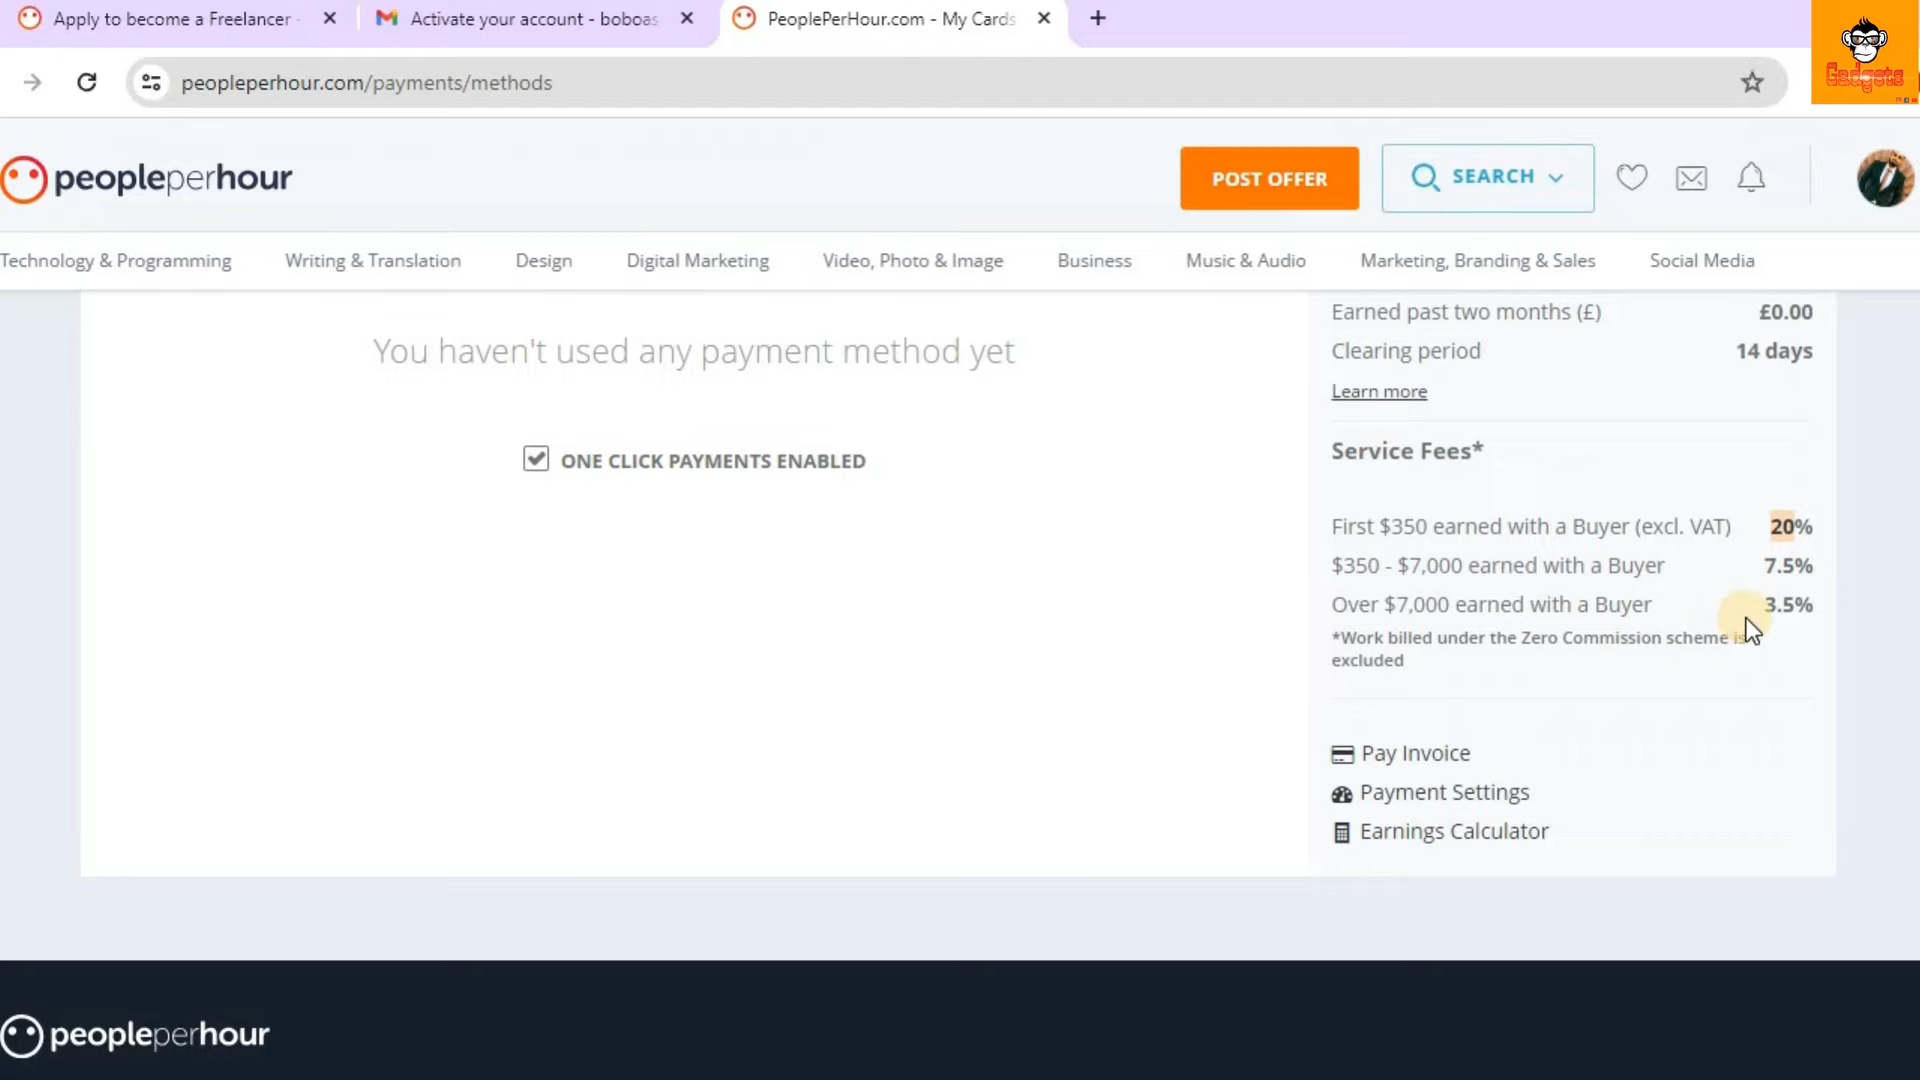 Apply to become a Freelancer
Activate your account - boboas
PeoplePerHour.com - My Cards
Gadgets
peopleperhour.com/payments/methods
peopleperhour
POST OFFER
SEARCH
Technology & Programming
Writing & Translation
Design
Digital Marketing
Video, Photo & Image
Business
Music & Audio
Marketing, Branding & Sales
Social Media
You haven't used any payment method yet
ONE CLICK PAYMENTS ENABLED
Earned past two months (£) £0.00
Clearing period 14 days
Learn more
Service Fees*
First $350 earned with a Buyer (excl. VAT) 20%
$350 - $7,000 earned with a Buyer 7.5%
Over $7,000 earned with a Buyer 3.5%
*Work billed under the Zero Commission scheme is
excluded
Pay Invoice
Payment Settings
Earnings Calculator
peopleperhour